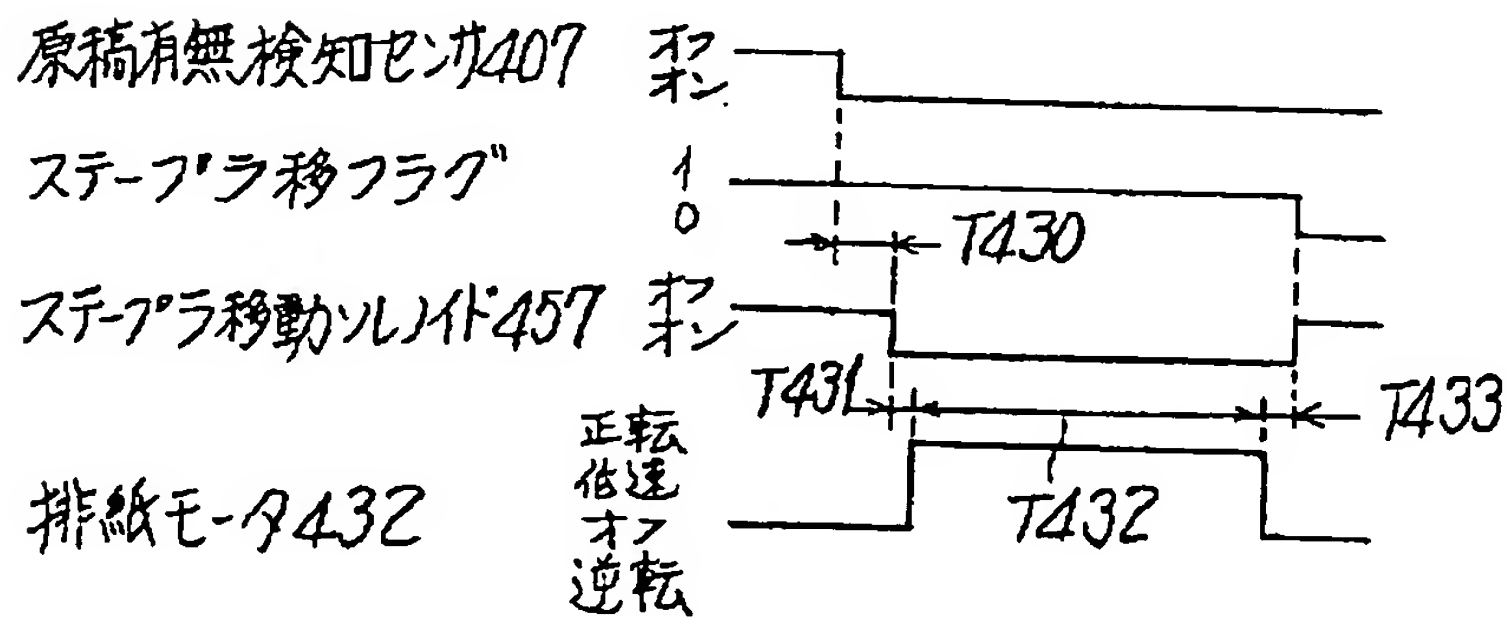 原稿有無検知センサ407 オフ
オン
ステープラ移フラグ 1
0
T430
ステープラ移動ソレノイド457 オフ
オン
T431
T433
正転
低速
T432
排紙モータ432 オフ
逆転